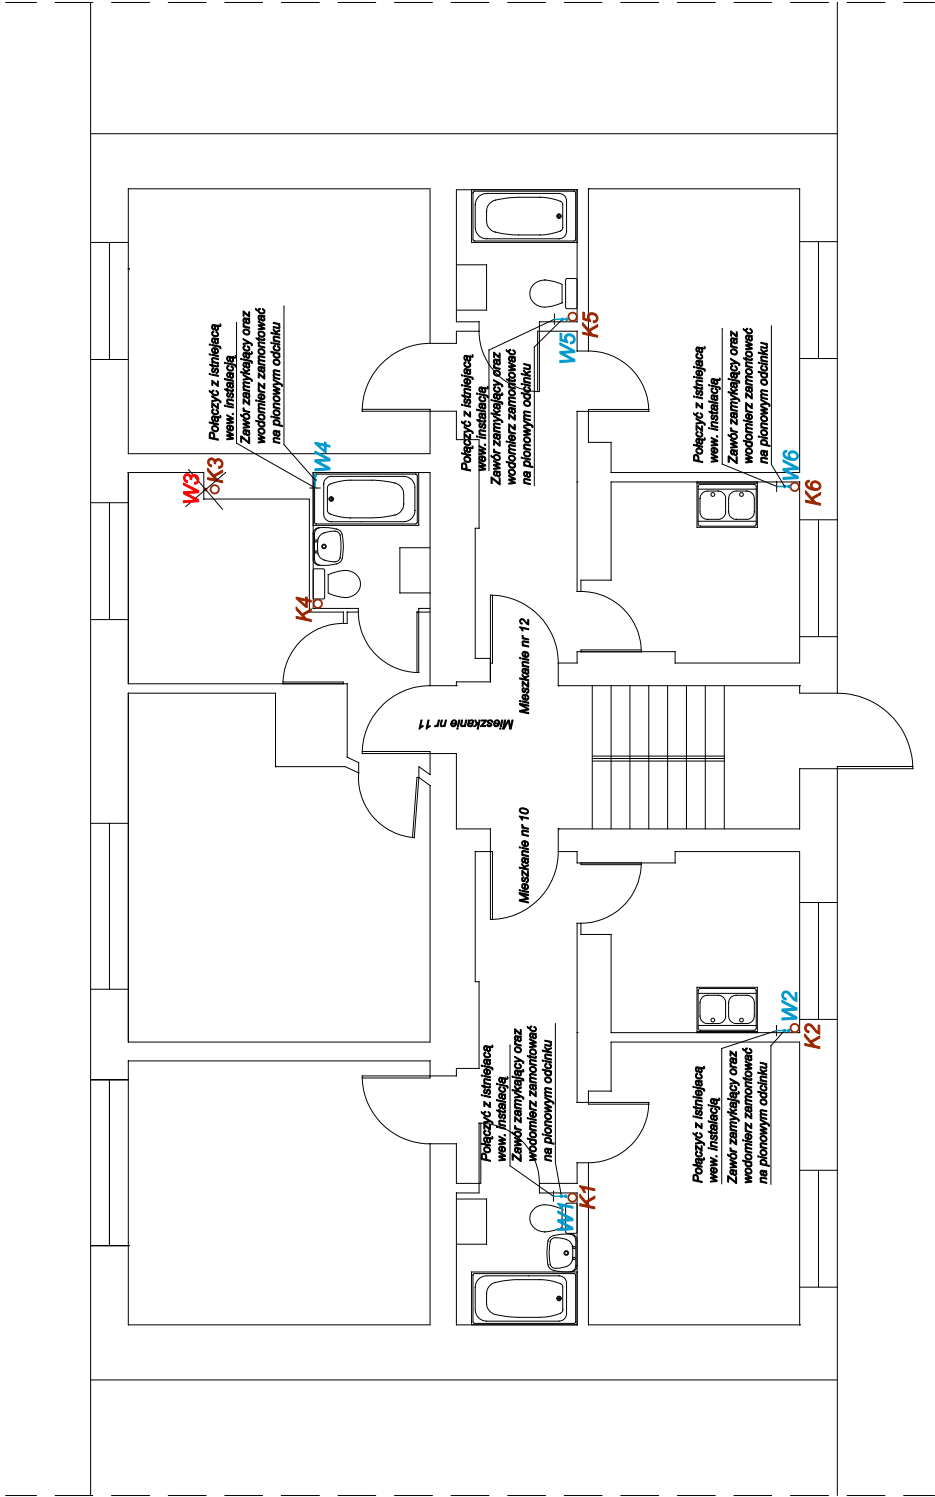 Połączyć z istniejącą
wew. instalacją
Zawór zamykający oraz
wodomierz zamontować
na pionowym odcinku
W4
W3
K3
K4
Połączyć z istniejącą
wew. instalacją
Zawór zamykający oraz
wodomierz zamontować
na pionowym odcinku
W5
K5
Połączyć z istniejącą
wew. instalacją
Zawór zamykający oraz
wodomierz zamontować
na pionowym odcinku
W6
K6
Mieszkanie nr 12
Mieszkanie nr 11
Mieszkanie nr 10
Połączyć z istniejącą
wew. instalacją
Zawór zamykający oraz
wodomierz zamontować
na pionowym odcinku
W1
K1
Połączyć z istniejącą
wew. instalacją
Zawór zamykający oraz
wodomierz zamontować
na pionowym odcinku
W2
K2